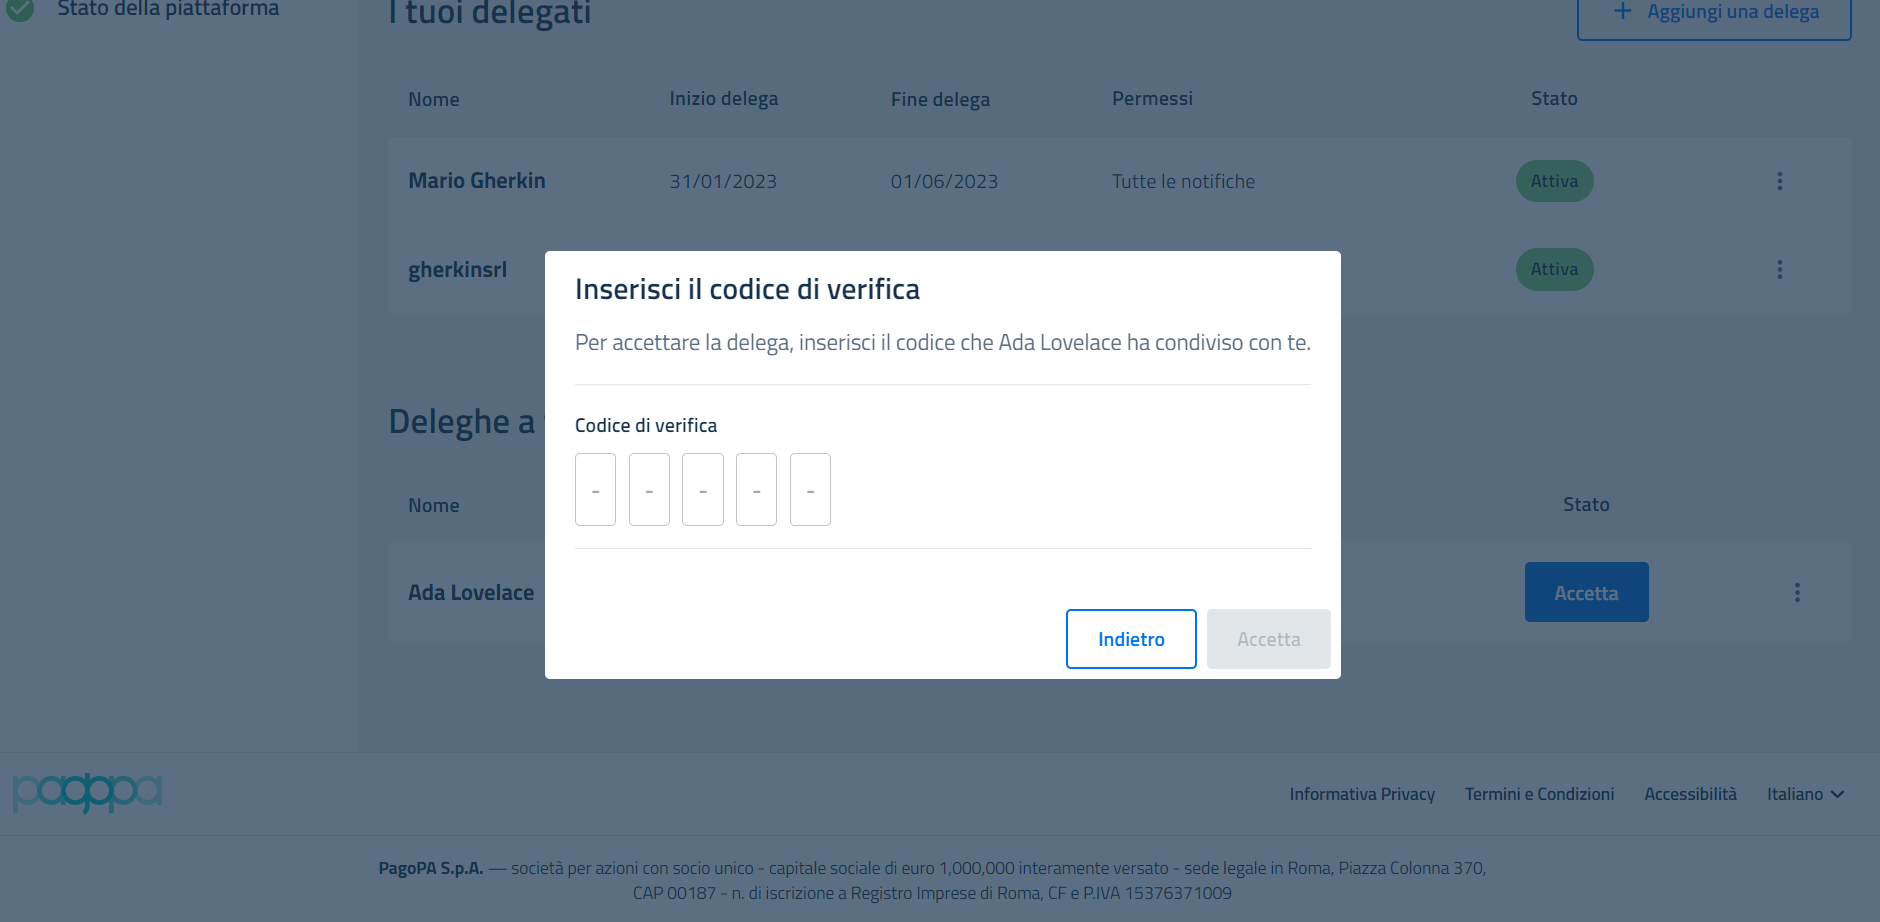 Stato della piattaforma
I tuoi delegati
+ Aggiungi una delega
Nome Inizio delega Fine delega Permessi Stato
Mario Gherkin 31/01/2023 01/06/2023 Tutte le notifiche Attiva
gherkinsrl Attiva
Inserisci il codice di verifica
Per accettare la delega, inserisci il codice che Ada Lovelace ha condiviso con te.
Deleghe a
Codice di verifica
- - - - -
Nome Stato
Ada Lovelace Accetta
Indietro Accetta
pagopa
Informativa Privacy Termini e Condizioni Accessibilità Italiano
PagoPA S.p.A. — società per azioni con socio unico - capitale sociale di euro 1,000,000 interamente versato - sede legale in Roma, Piazza Colonna 370,
CAP 00187 - n. di iscrizione a Registro Imprese di Roma, CF e P.IVA 15376371009